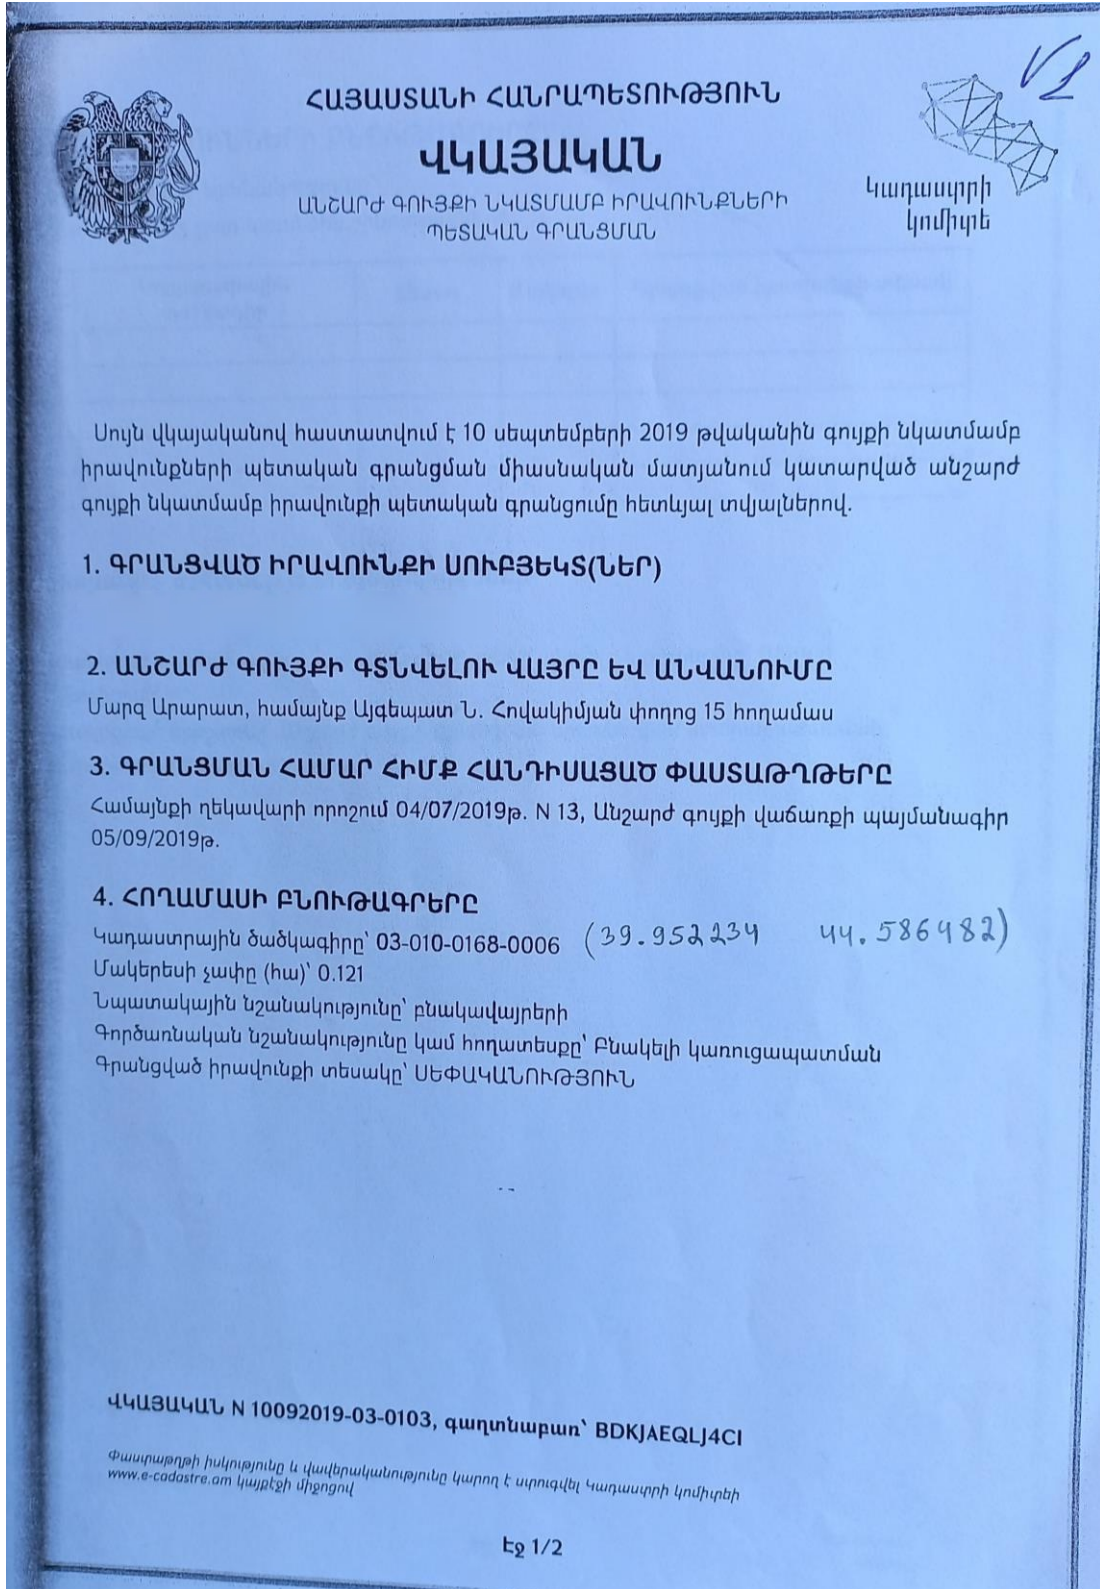 V2
ՀԱՅԱՍՏԱՆԻ ՀԱՆՐԱՊԵՏՈՒԹՅՈՒՆ
ՎԿԱՅԱԿԱՆ
ԱՆՇԱՐԺ ԳՈՒՅՔԻ ՆԿԱՏՄԱՄԲ ԻՐԱՎՈՒՆՔՆԵՐԻ
ՊԵՏԱԿԱՆ ԳՐԱՆՑՄԱՆ
Կադաստրի
կոմիտե
Սույն վկայականով հաստատվում է 10 սեպտեմբերի 2019 թվականին գույքի նկատմամբ
իրավունքների պետական գրանցման միասնական մատյանում կատարված անշարժ
գույքի նկատմամբ իրավունքի պետական գրանցումը հետևյալ տվյալներով.
1. ԳՐԱՆՑՎԱԾ ԻՐԱՎՈՒՆՔԻ ՍՈՒԲՅԵԿՏ(ՆԵՐ)
2. ԱՆՇԱՐԺ ԳՈՒՅՔԻ ԳՏՆՎԵԼՈՒ ՎԱՅՐԸ ԵՎ ԱՆՎԱՆՈՒՄԸ
Մարզ Արարատ, համայնք Այգեպատ Ն. Հովակիմյան փողոց 15 հողամաս
3. ԳՐԱՆՑՄԱՆ ՀԱՄԱՐ ՀԻՄՔ ՀԱՆԴԻՍԱՑԱԾ ՓԱՍՏԱԹՂԹԵՐԸ
Համայնքի ղեկավարի որոշում 04/07/2019թ. N 13, Անշարժ գույքի վաճառքի պայմանագիր
05/09/2019թ.
4. ՀՈՂԱՄԱՍԻ ԲՆՈՒԹԱԳՐԵՐԸ
Կադաստրային ծածկագիրը՝ 03-010-0168-0006 (39.952234 44.586482)
Մակերեսի չափը (հա)՝ 0.121
Նպատակային նշանակությունը՝ բնակավայրերի
Գործառնական նշանակությունը կամ հողատեսքը՝ Բնակելի կառուցապատման
Գրանցված իրավունքի տեսակը՝ ՍԵՓԱԿԱՆՈՒԹՅՈՒՆ
--
ՎԿԱՅԱԿԱՆ N 10092019-03-0103, գաղտնաբառ՝ BDKJAEQLJ4CI
Փաստաթղթի իսկությունը և վավերականությունը կարող է ստուգվել Կադաստրի կոմիտեի
www.e-cadastre.am կայքէջի միջոցով
Էջ 1/2